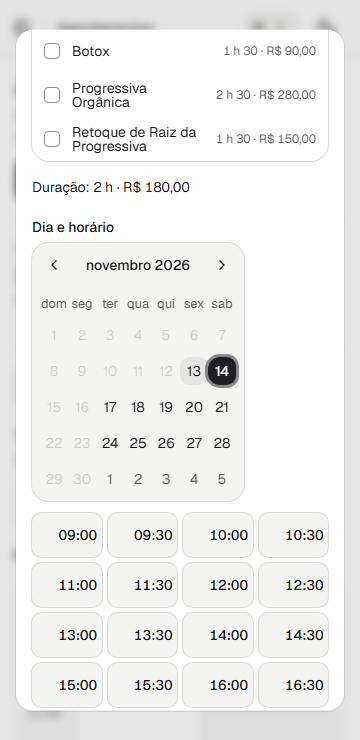 Botox 1 h 30 · R$ 90,00
Progressiva
Orgânica 2 h 30 · R$ 280,00
Retoque de Raiz da
Progressiva 1 h 30 · R$ 150,00
Duração: 2 h · R$ 180,00
Dia e horário
novembro 2026
dom seg ter qua qui sex sab
1 2 3 4 5 6 7
8 9 10 11 12 13 14
15 16 17 18 19 20 21
22 23 24 25 26 27 28
29 30 1 2 3 4 5
09:00 09:30 10:00 10:30
11:00 11:30 12:00 12:30
13:00 13:30 14:00 14:30
15:00 15:30 16:00 16:30